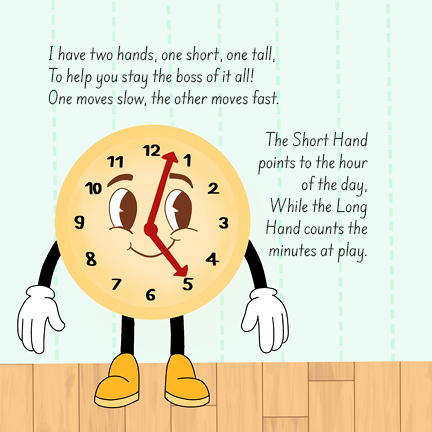 I have two hands, one short, one tall,
To help you stay the boss of it all!
One moves slow, the other moves fast.
The Short Hand
points to the hour
of the day,
While the Long
Hand counts the
minutes at play.
12
11
1
10
2
9
3
8
4
7
5
6